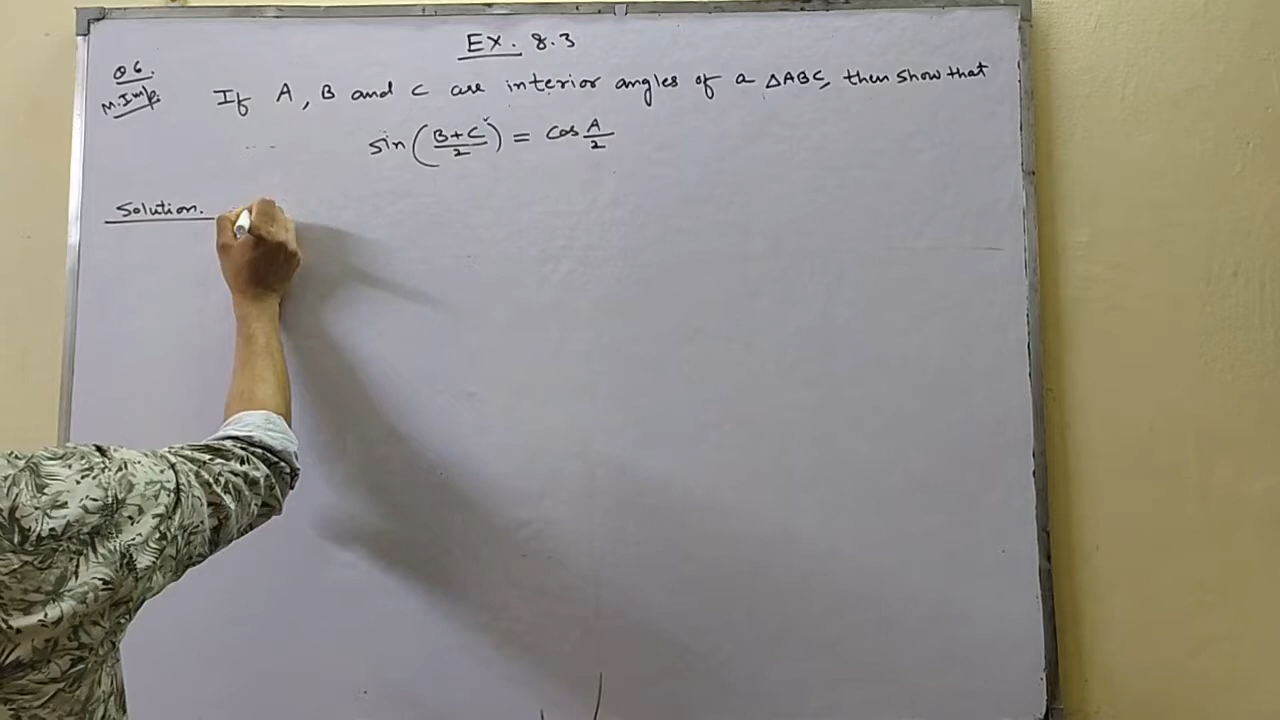 Ex. 8.3
Q6.
M.Imp.
If A, B and C are interior angles of a △ABC, then show that
sin(B+C/2) = cos A/2
Solution.